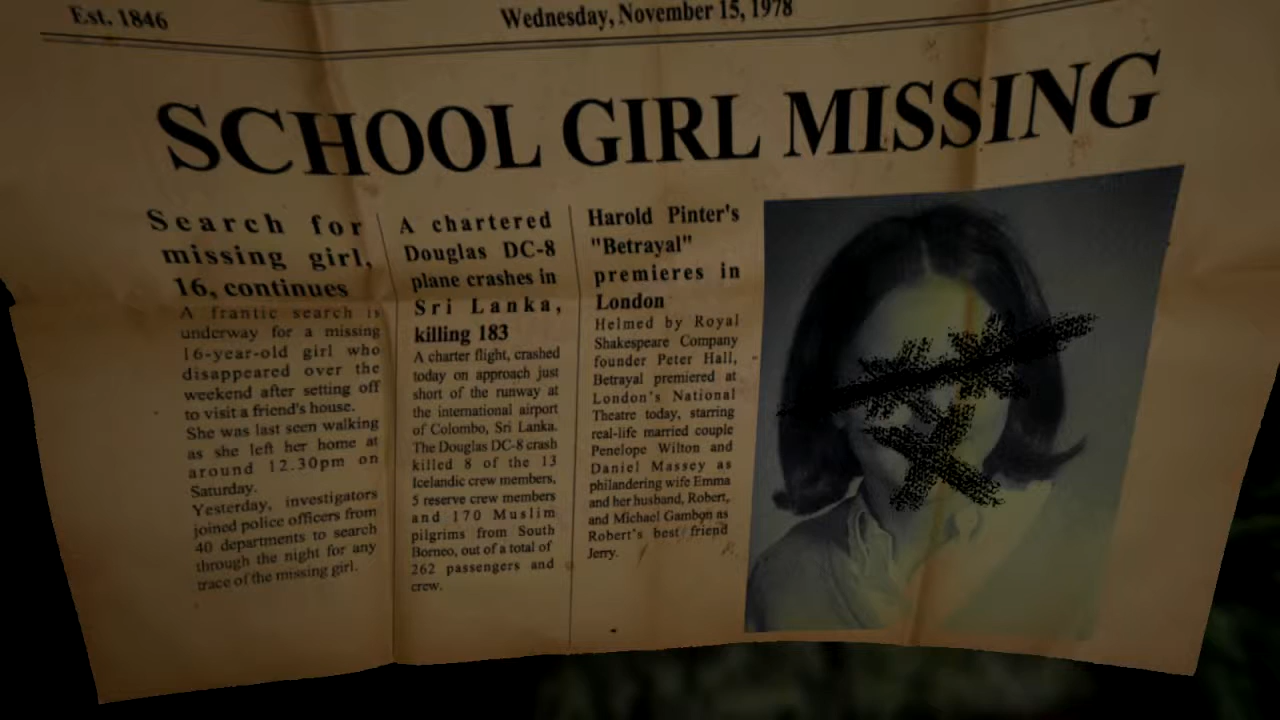 Est. 1846
Wednesday, November 15, 1978
SCHOOL GIRL MISSING
Search for
missing girl,
16, continues
A frantic search is
underway for a missing
16-year-old girl who
disappeared over the
weekend after setting off
to visit a friend's house.
She was last seen walking
as she left her home at
around 12.30pm on
Saturday.
Yesterday, investigators
joined police officers from
40 departments to search
through the night for any
trace of the missing girl.
A chartered
Douglas DC-8
plane crashes in
Sri Lanka,
killing 183
A charter flight, crashed
today on approach just
short of the runway at
the international airport
of Colombo, Sri Lanka.
The Douglas DC-8 crash
killed 8 of the 13
Icelandic crew members,
5 reserve crew members
and 170 Muslim
pilgrims from South
Borneo, out of a total of
262 passengers and
crew.
Harold Pinter's
"Betrayal"
premieres in
London
Helmed by Royal
Shakespeare Company
founder Peter Hall,
Betrayal premiered at
London's National
Theatre today, starring
real-life married couple
Penelope Wilton and
Daniel Massey as
philandering wife Emma
and her husband, Robert,
and Michael Gambon as
Robert's best friend
Jerry.